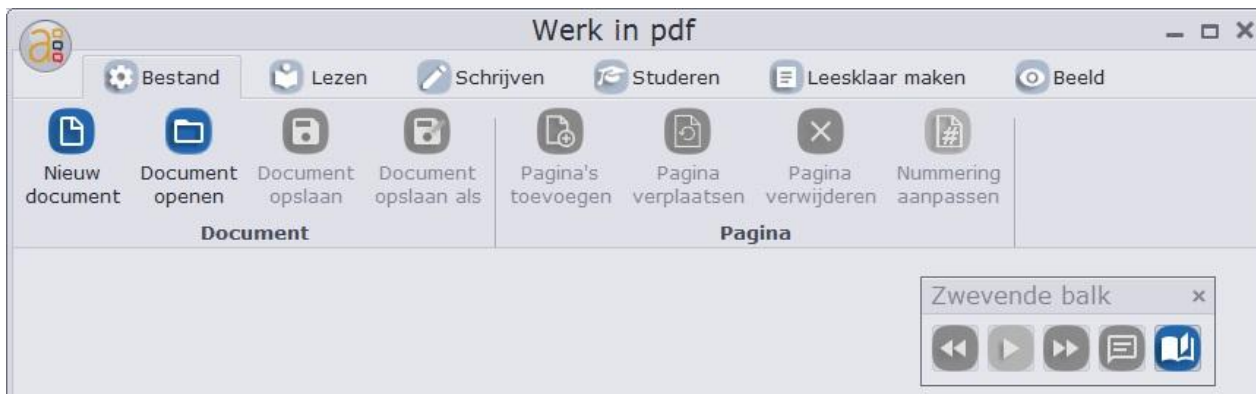 Werk in pdf
Bestand
Lezen
Schrijven
Studeren
Leesklaar maken
Beeld
Nieuw
document
Document
openen
Document
opslaan
Document
opslaan als
Pagina's
toevoegen
Pagina
verplaatsen
Pagina
verwijderen
Nummering
aanpassen
Document
Pagina
Zwevende balk